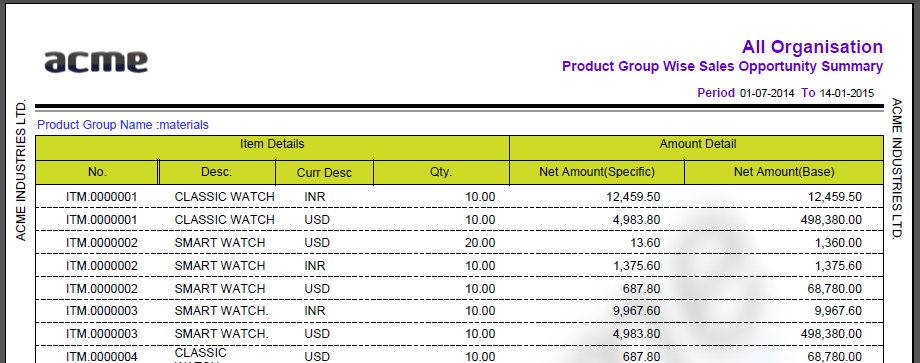 acme
All Organisation
Product Group Wise Sales Opportunity Summary
Period 01-07-2014 To 14-01-2015
ACME INDUSTRIES LTD.
ACME INDUSTRIES LTD.
Product Group Name :materials
Item Details Amount Detail
No. Desc. Curr Desc Qty. Net Amount(Specific) Net Amount(Base)
ITM.0000001 CLASSIC WATCH INR 10.00 12,459.50 12,459.50
ITM.0000001 CLASSIC WATCH USD 10.00 4,983.80 498,380.00
ITM.0000002 SMART WATCH USD 20.00 13.60 1,360.00
ITM.0000002 SMART WATCH INR 10.00 1,375.60 1,375.60
ITM.0000002 SMART WATCH USD 10.00 687.80 68,780.00
ITM.0000003 SMART WATCH. INR 10.00 9,967.60 9,967.60
ITM.0000003 SMART WATCH. USD 10.00 4,983.80 498,380.00
ITM.0000004 CLASSIC USD 10.00 687.80 68,780.00